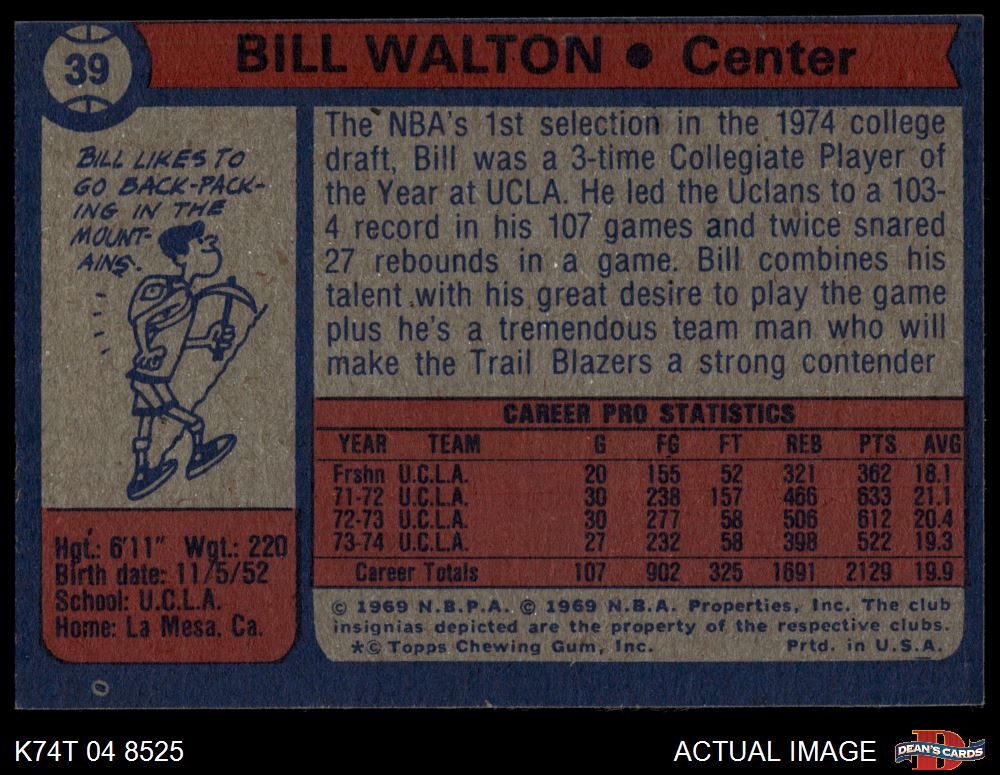 39
BILL WALTON • Center
BILL LIKES TO
GO BACK-PACK-
ING IN THE
MOUNT-
AINS.
The NBA's 1st selection in the 1974 college
draft, Bill was a 3-time Collegiate Player of
the Year at UCLA. He led the Uclans to a 103-
4 record in his 107 games and twice snared
27 rebounds in a game. Bill combines his
talent with his great desire to play the game
plus he's a tremendous team man who will
make the Trail Blazers a strong contender
CAREER PRO STATISTICS
YEAR TEAM G FG FT REB PTS AVG
Frshn U.C.L.A. 20 155 52 321 362 18.1
71-72 U.C.L.A. 30 238 157 466 633 21.1
72-73 U.C.L.A. 30 277 58 506 612 20.4
73-74 U.C.L.A. 27 232 58 398 522 19.3
Career Totals 107 902 325 1691 2129 19.9
Hgt.: 6'11" Wgt.: 220
Birth date: 11/5/52
School: U.C.L.A.
Home: La Mesa, Ca.
© 1969 N.B.P.A. © 1969 N.B.A. Properties, Inc. The club
insignias depicted are the property of the respective clubs.
*© Topps Chewing Gum, Inc. Prtd. in U.S.A.
K74T 04 8525
ACTUAL IMAGE
DEAN'S CARDS